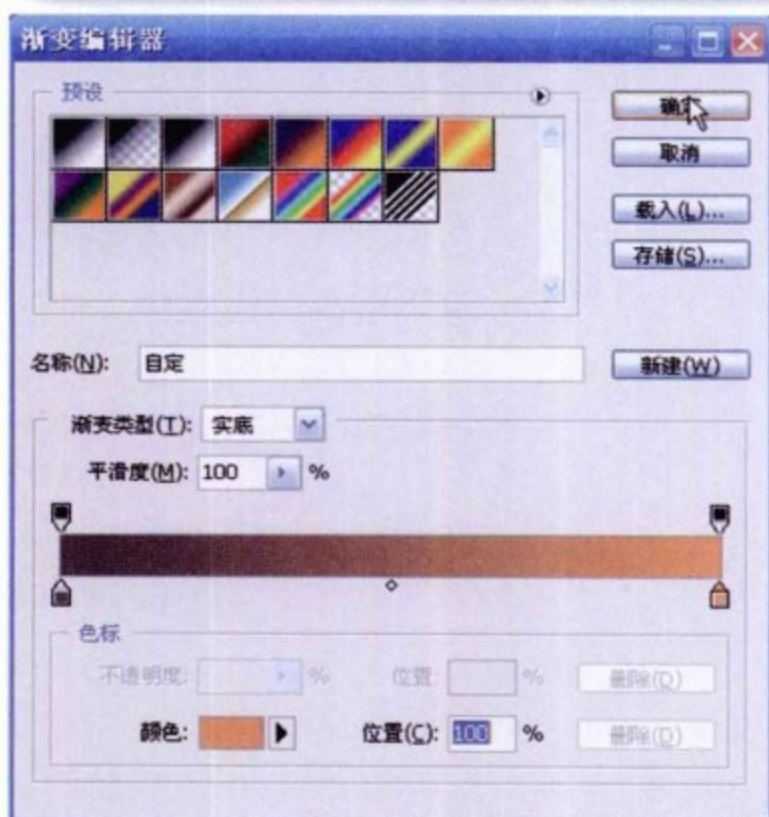 渐变编辑器
预设
确定
取消
载入(L)...
存储(S)...
名称(N): 自定
新建(W)
渐变类型(T): 实底
平滑度(M): 100 %
色标
不透明度: %
位置: %
删除(D)
颜色:
位置(C): 100 %
删除(D)